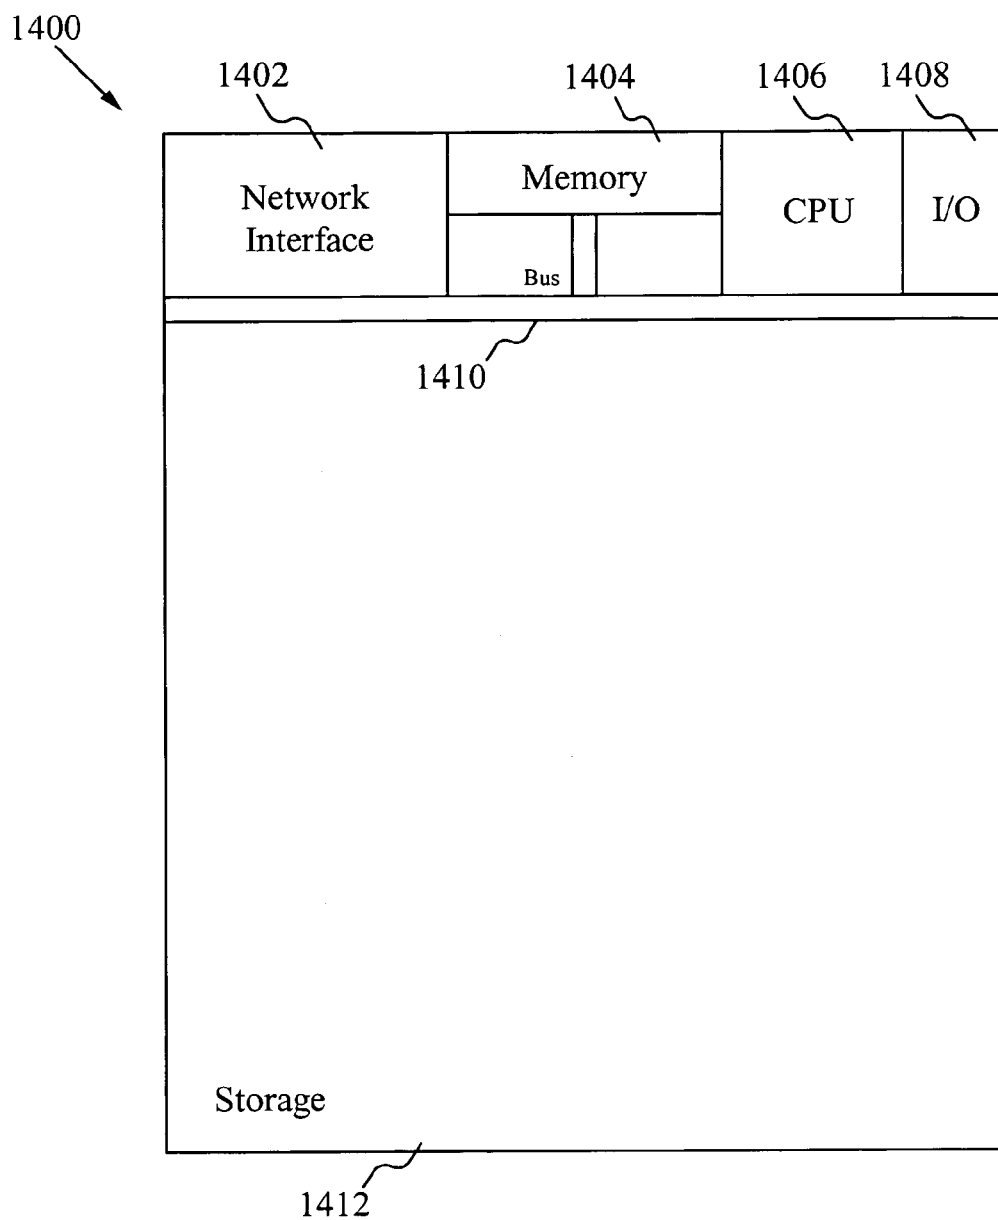 1400
1402
1404
1406
1408
Network
Interface
Memory
CPU
I/O
Bus
1410
Storage
1412